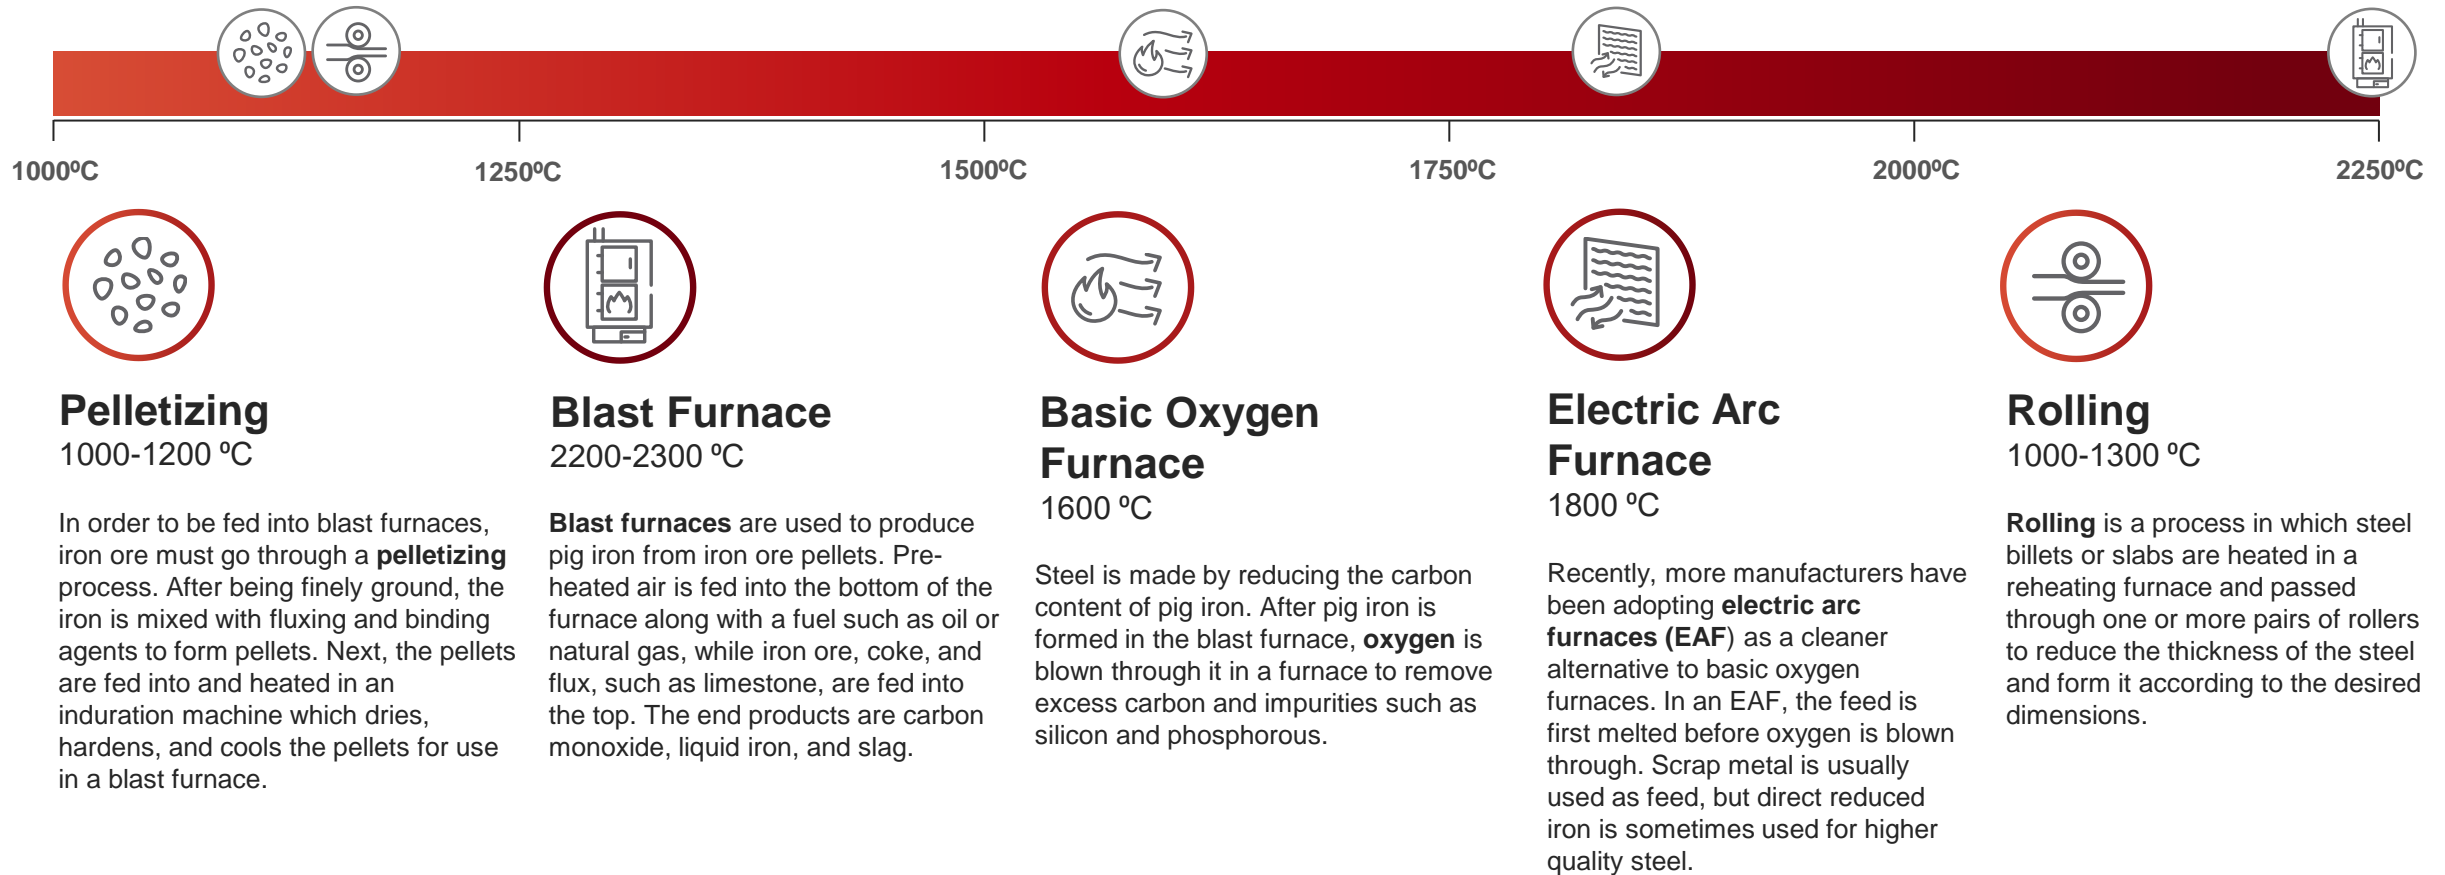 1000ºC
1250ºC
1500ºC
1750ºC
2000ºC
2250ºC
Pelletizing
1000-1200 ºC
In order to be fed into blast furnaces,
iron ore must go through a pelletizing
process. After being finely ground, the
iron is mixed with fluxing and binding
agents to form pellets. Next, the pellets
are fed into and heated in an
induration machine which dries,
hardens, and cools the pellets for use
in a blast furnace.
Blast Furnace
2200-2300 ºC
Blast furnaces are used to produce
pig iron from iron ore pellets. Pre-
heated air is fed into the bottom of the
furnace along with a fuel such as oil or
natural gas, while iron ore, coke, and
flux, such as limestone, are fed into
the top. The end products are carbon
monoxide, liquid iron, and slag.
Basic Oxygen
Furnace
1600 ºC
Steel is made by reducing the carbon
content of pig iron. After pig iron is
formed in the blast furnace, oxygen is
blown through it in a furnace to remove
excess carbon and impurities such as
silicon and phosphorous.
Electric Arc
Furnace
1800 ºC
Recently, more manufacturers have
been adopting electric arc
furnaces (EAF) as a cleaner
alternative to basic oxygen
furnaces. In an EAF, the feed is
first melted before oxygen is blown
through. Scrap metal is usually
used as feed, but direct reduced
iron is sometimes used for higher
quality steel.
Rolling
1000-1300 ºC
Rolling is a process in which steel
billets or slabs are heated in a
reheating furnace and passed
through one or more pairs of rollers
to reduce the thickness of the steel
and form it according to the desired
dimensions.